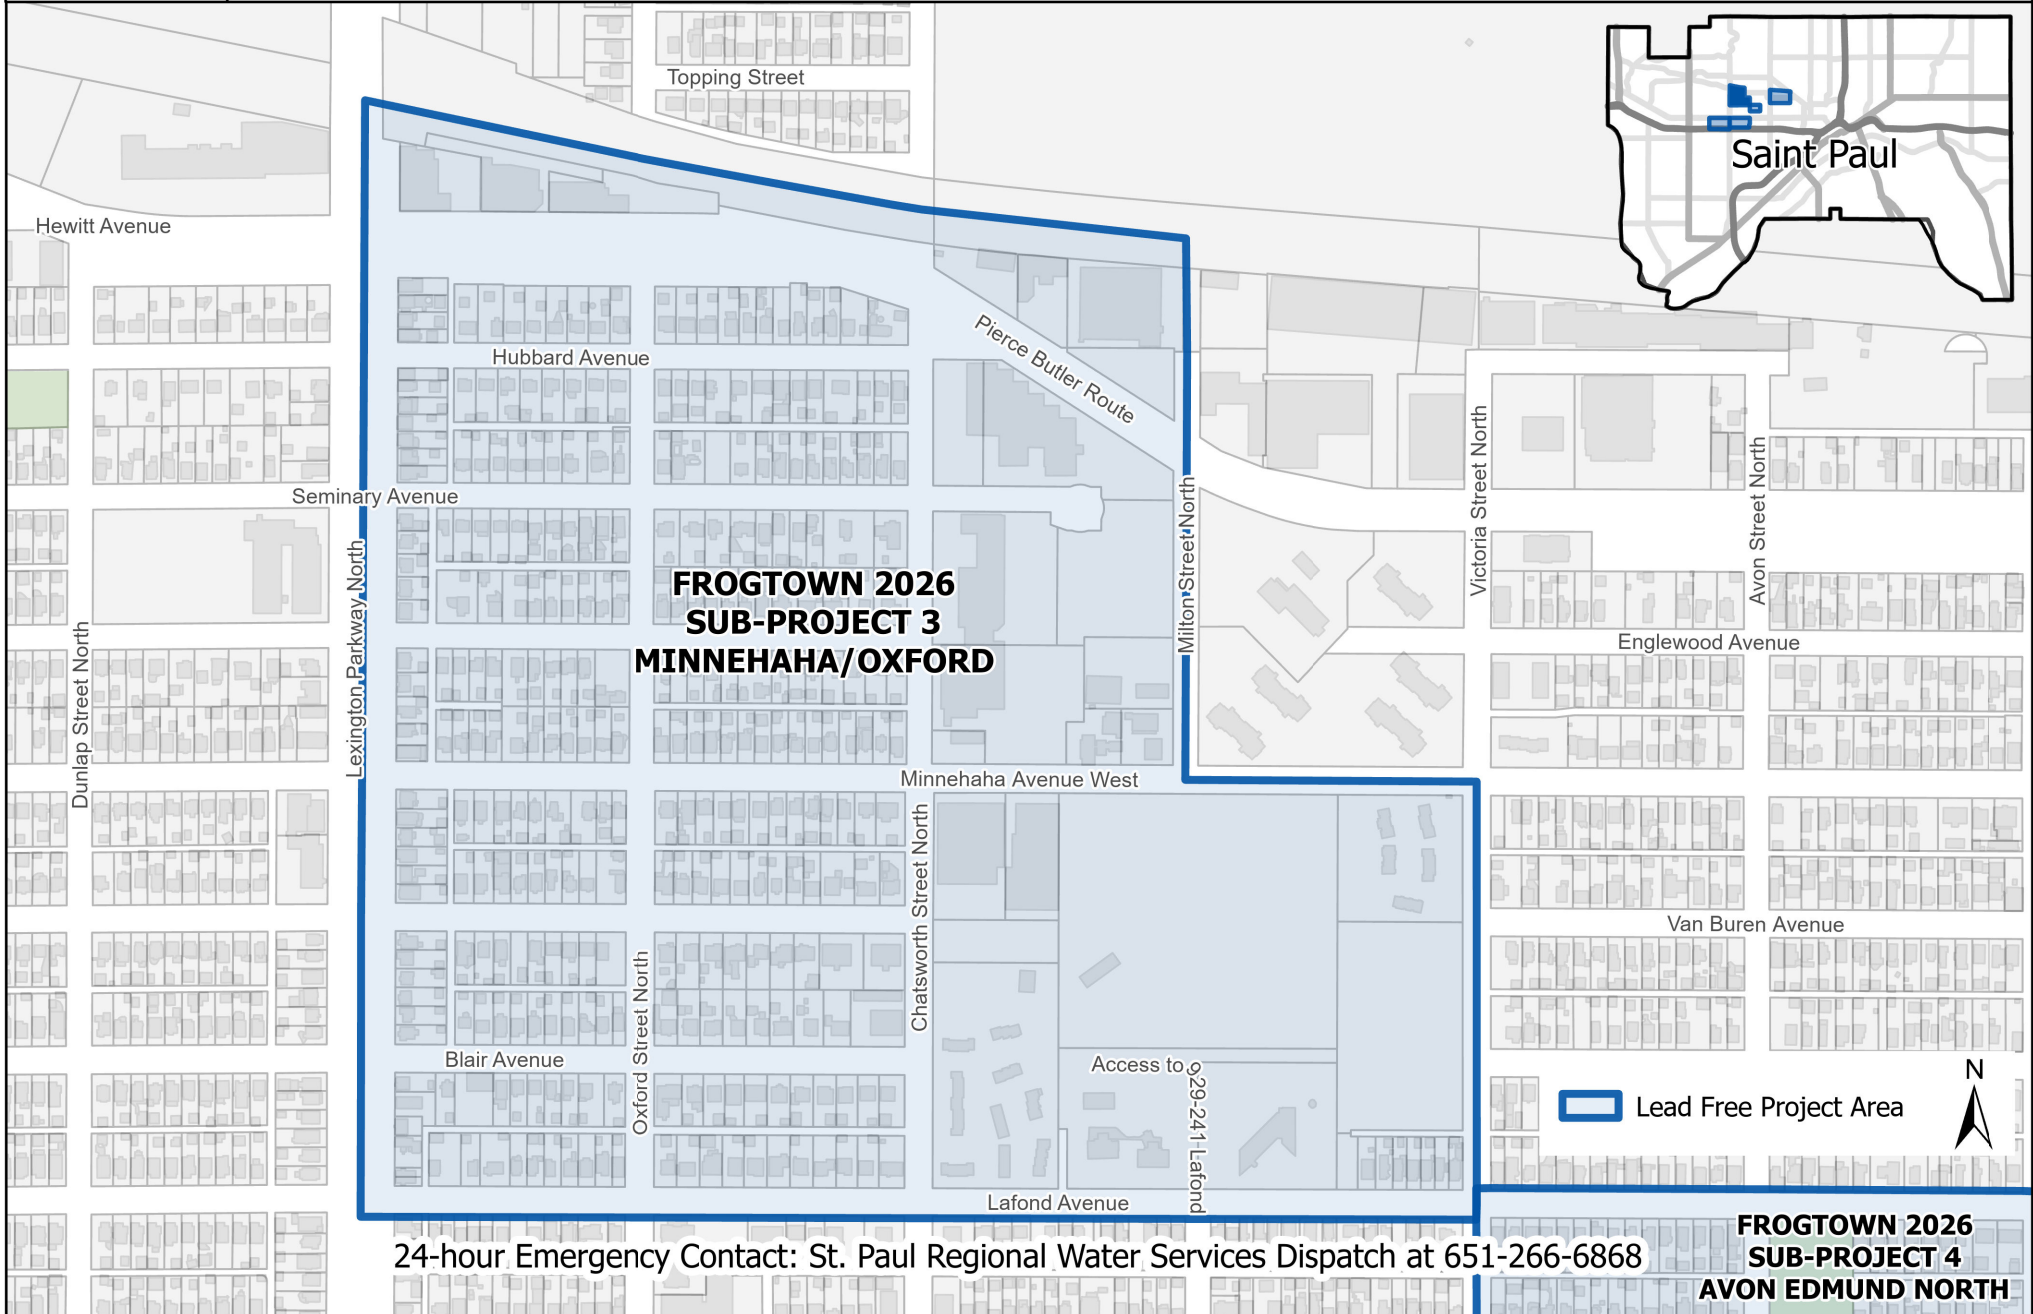 Topping Street
Saint Paul
Hewitt Avenue
Pierce Butler Route
Hubbard Avenue
Seminary Avenue
Lexington Parkway North
Milton Street North
Victoria Street North
Avon Street North
FROGTOWN 2026
SUB-PROJECT 3
MINNEHAHA/OXFORD
Dunlap Street North
Englewood Avenue
Minnehaha Avenue West
Chatsworth Street North
Van Buren Avenue
Oxford Street North
Blair Avenue
Access to
929-241 Lafond
N
Lead Free Project Area
Lafond Avenue
24-hour Emergency Contact: St. Paul Regional Water Services Dispatch at 651-266-6868
FROGTOWN 2026
SUB-PROJECT 4
AVON EDMUND NORTH